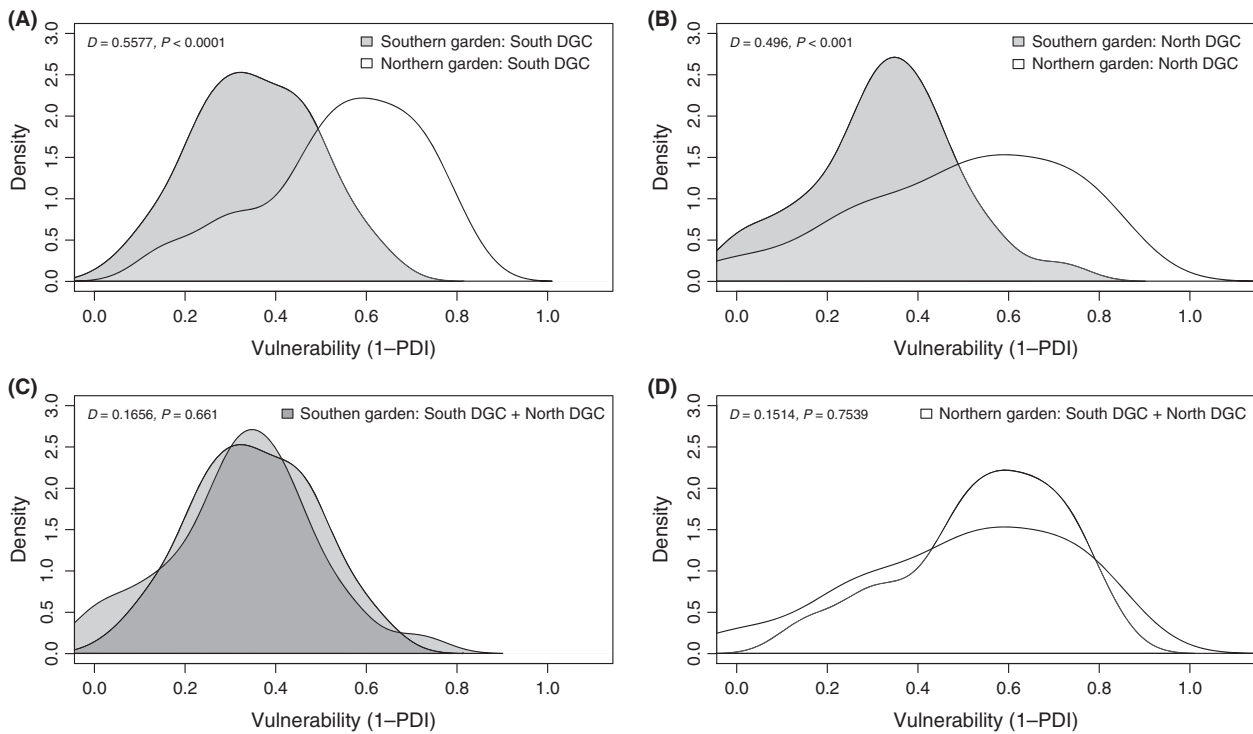 (A)
D = 0.5577, P < 0.0001
Southern garden: South DGC
Northern garden: South DGC
Density
3.0
2.5
2.0
1.5
1.0
0.5
0.0
0.0 0.2 0.4 0.6 0.8 1.0
Vulnerability (1–PDI)
(B)
D = 0.496, P < 0.001
Southern garden: North DGC
Northern garden: North DGC
Density
3.0
2.5
2.0
1.5
1.0
0.5
0.0
0.0 0.2 0.4 0.6 0.8 1.0
Vulnerability (1–PDI)
(C)
D = 0.1656, P = 0.661
Southen garden: South DGC + North DGC
Density
3.0
2.5
2.0
1.5
1.0
0.5
0.0
0.0 0.2 0.4 0.6 0.8 1.0
Vulnerability (1–PDI)
(D)
D = 0.1514, P = 0.7539
Northern garden: South DGC + North DGC
Density
3.0
2.5
2.0
1.5
1.0
0.5
0.0
0.0 0.2 0.4 0.6 0.8 1.0
Vulnerability (1–PDI)